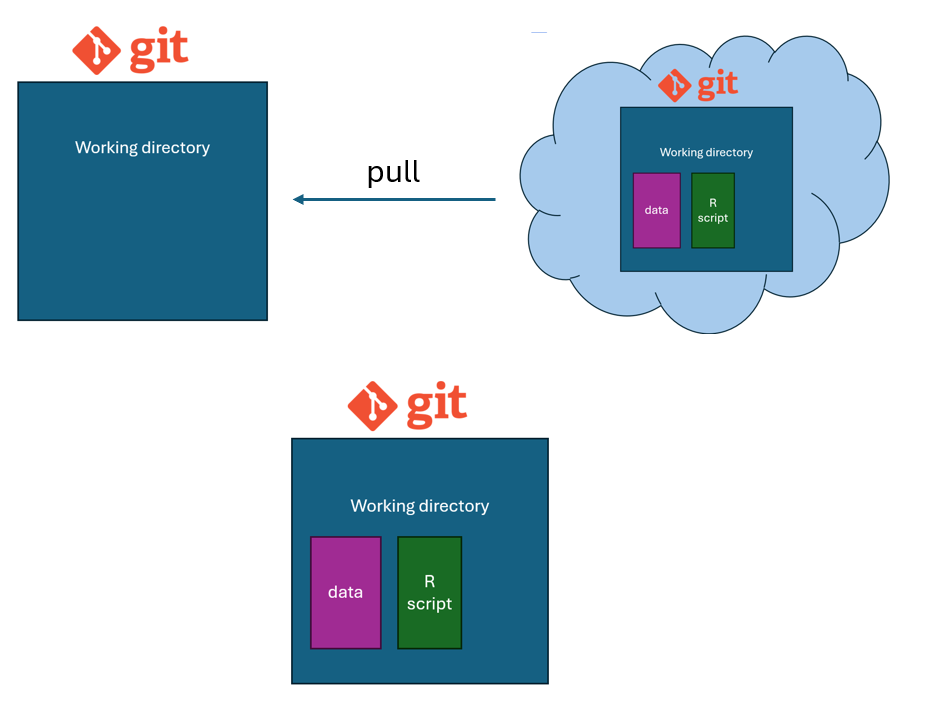 git
Working directory
pull
git
Working directory
data
R
script
git
Working directory
data
R
script